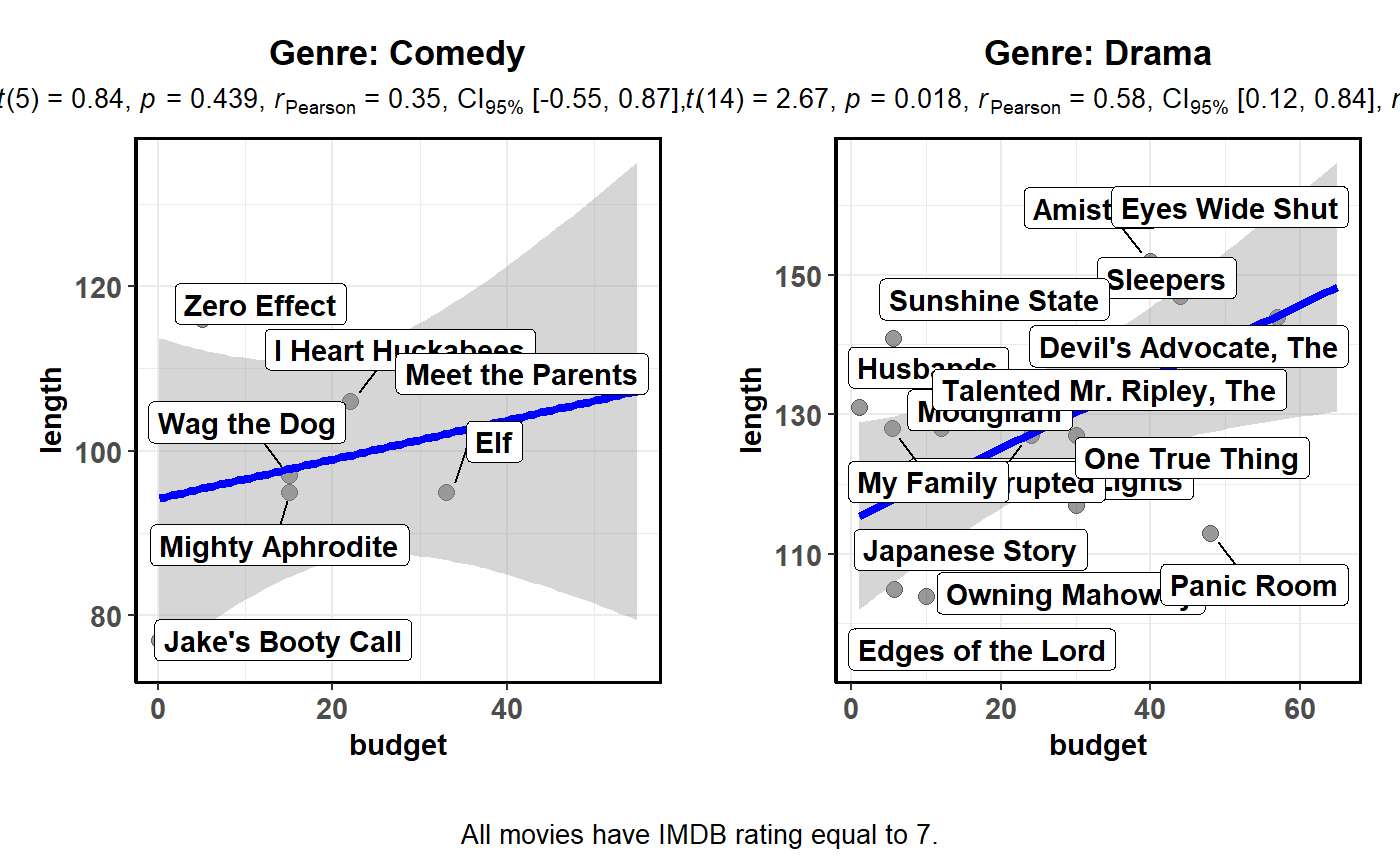 Genre: Comedy
t(5) = 0.84, p = 0.439, rPearson = 0.35, CI95% [-0.55, 0.87],
120
100
80
length
Zero Effect
I Heart Huckabees
Meet the Parents
Wag the Dog
Elf
Mighty Aphrodite
Jake's Booty Call
0 20 40
budget
Genre: Drama
t(14) = 2.67, p = 0.018, rPearson = 0.58, CI95% [0.12, 0.84],
150
130
110
length
Amist
Eyes Wide Shut
Sleepers
Sunshine State
Devil's Advocate, The
Husbands
Talented Mr. Ripley, The
Modigliani
One True Thing
My Family
rupted
Lights
Japanese Story
Panic Room
Owning Mahow
Edges of the Lord
0 20 40 60
budget
All movies have IMDB rating equal to 7.